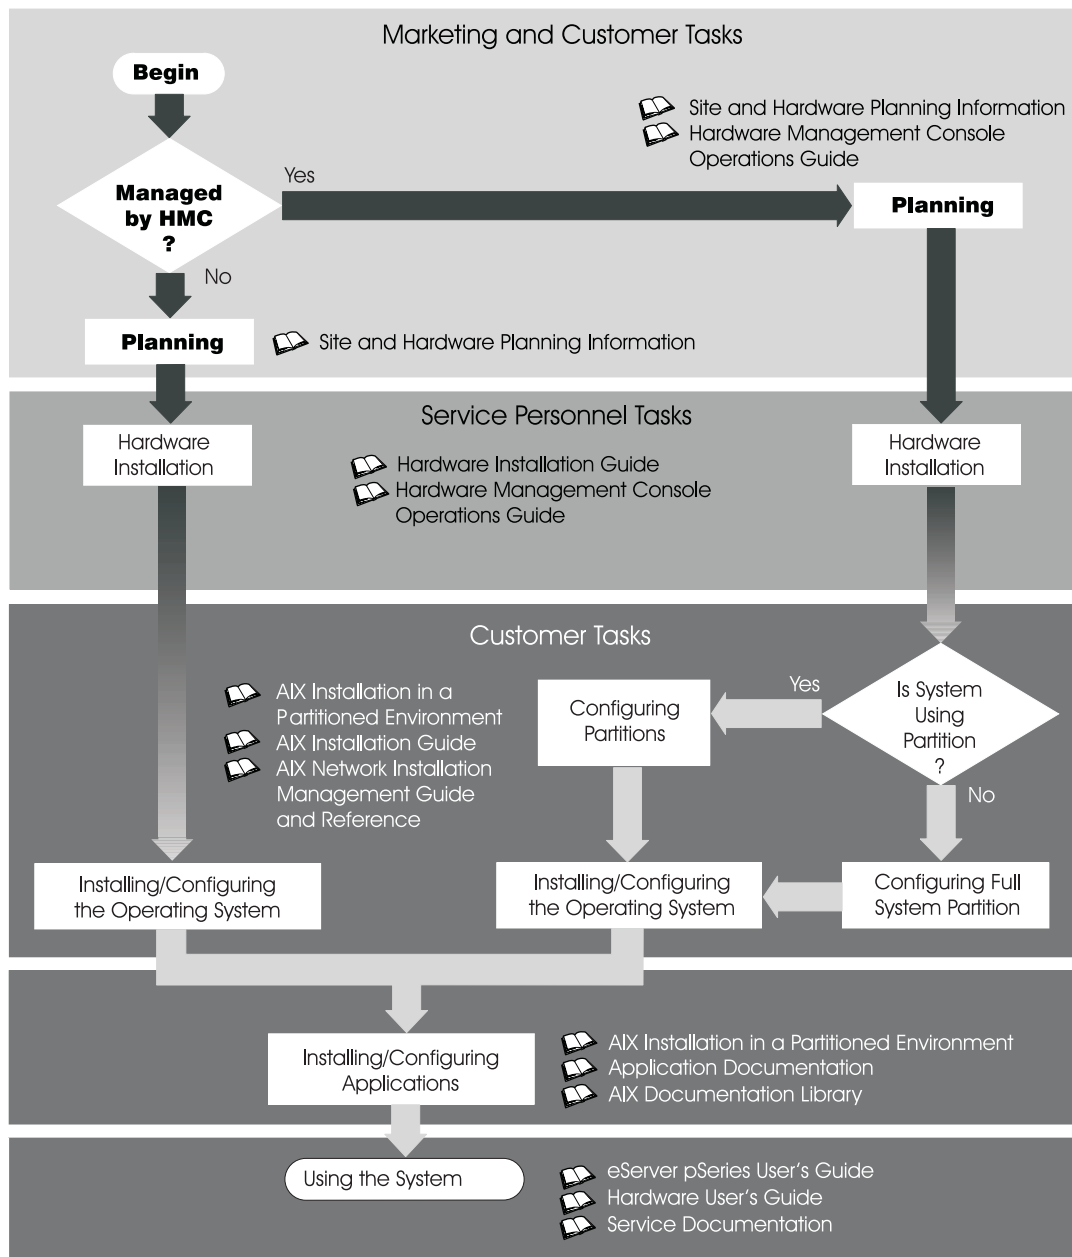 Marketing and Customer Tasks
Begin
Site and Hardware Planning Information
Hardware Management Console
Operations Guide
Yes
Managed
by HMC
?
Planning
No
Planning
Site and Hardware Planning Information
Service Personnel Tasks
Hardware
Installation
Hardware Installation Guide
Hardware Management Console
Operations Guide
Hardware
Installation
Customer Tasks
AIX Installation in a
Partitioned Environment
AIX Installation Guide
AIX Network Installation
Management Guide
and Reference
Configuring
Partitions
Yes
Is System
Using
Partition
?
No
Installing/Configuring
the Operating System
Installing/Configuring
the Operating System
Configuring Full
System Partition
Installing/Configuring
Applications
AIX Installation in a Partitioned Environment
Application Documentation
AIX Documentation Library
Using the System
eServer pSeries User's Guide
Hardware User's Guide
Service Documentation